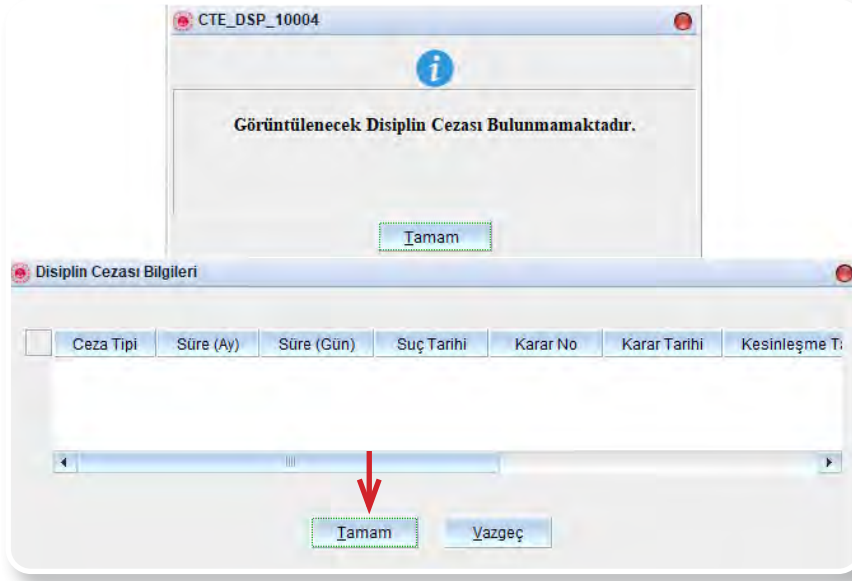 CTE_DSP_10004
Görüntülenecek Disiplin Cezası Bulunmamaktadır.
Tamam
Disiplin Cezası Bilgileri
Ceza Tipi Süre (Ay) Süre (Gün) Suç Tarihi Karar No Karar Tarihi Kesinleşme Ta
Tamam Vazgeç